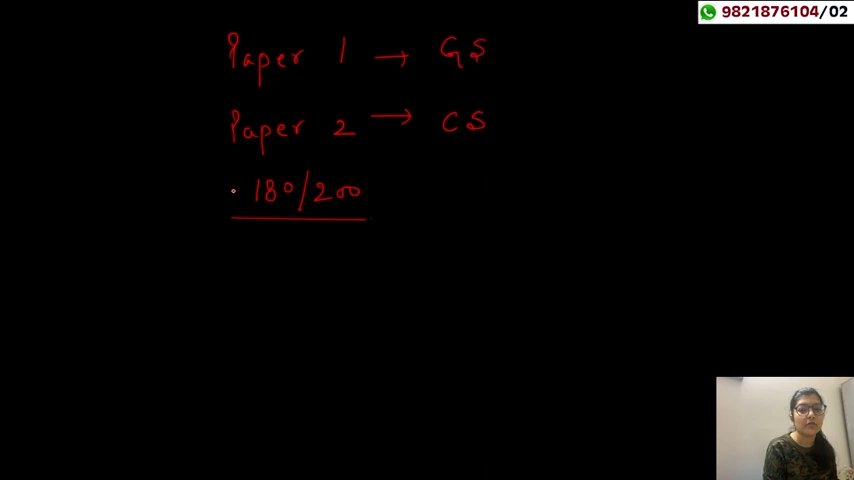 9821876104/02
Paper 1 → GS
Paper 2 → CS
180/200